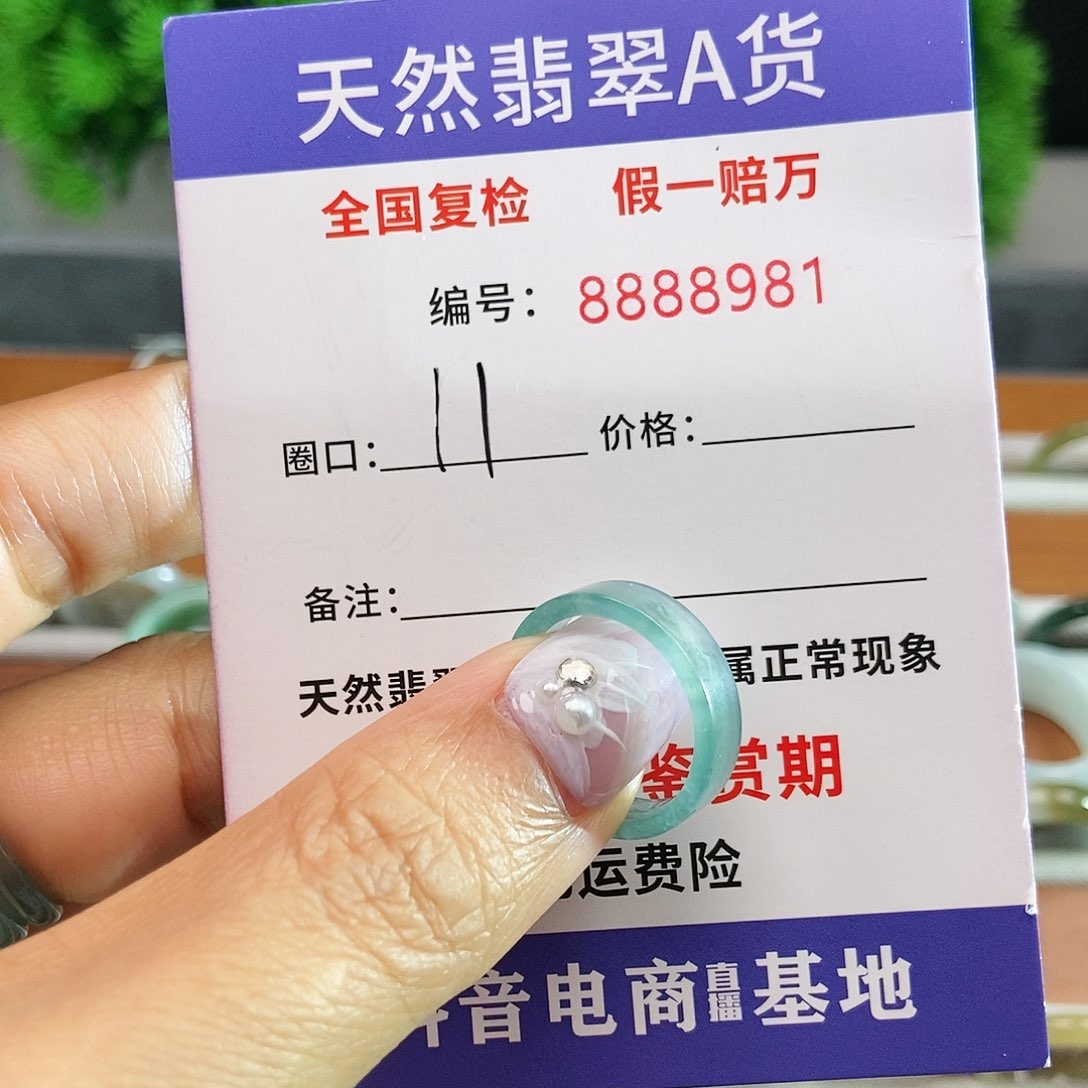 天然翡翠A货
全国复检 假一赔万
编号：8888981
圈口：11 价格：
备注：
天然翡 属正常现象
鉴赏期
运费险
音电商直播基地